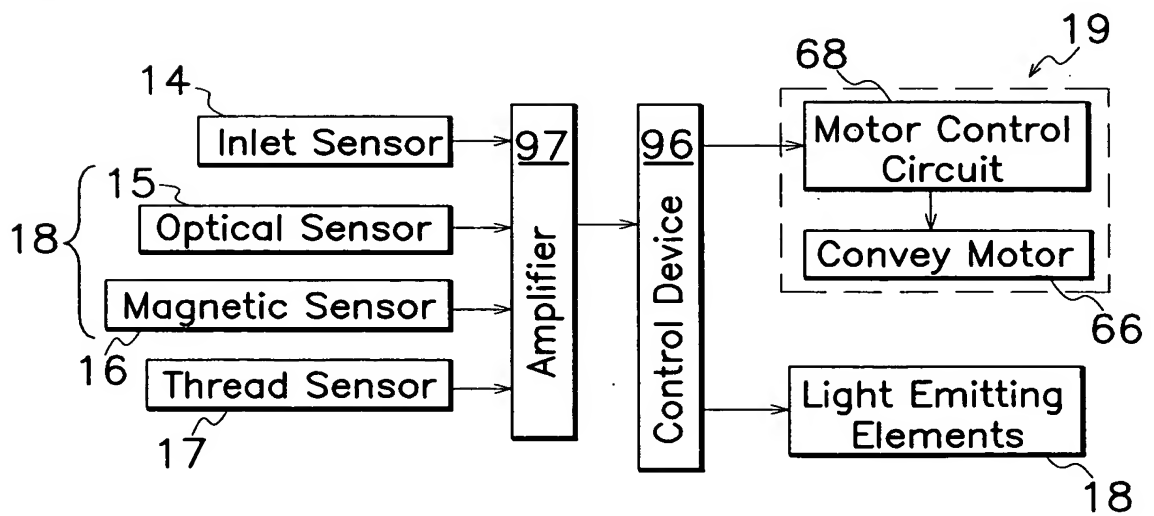 19
68
14
Inlet Sensor
97
96
Motor Control
Circuit
15
18
Optical Sensor
Amplifier
Control Device
Convey Motor
Magnetic Sensor
66
16
Thread Sensor
Light Emitting
Elements
17
18